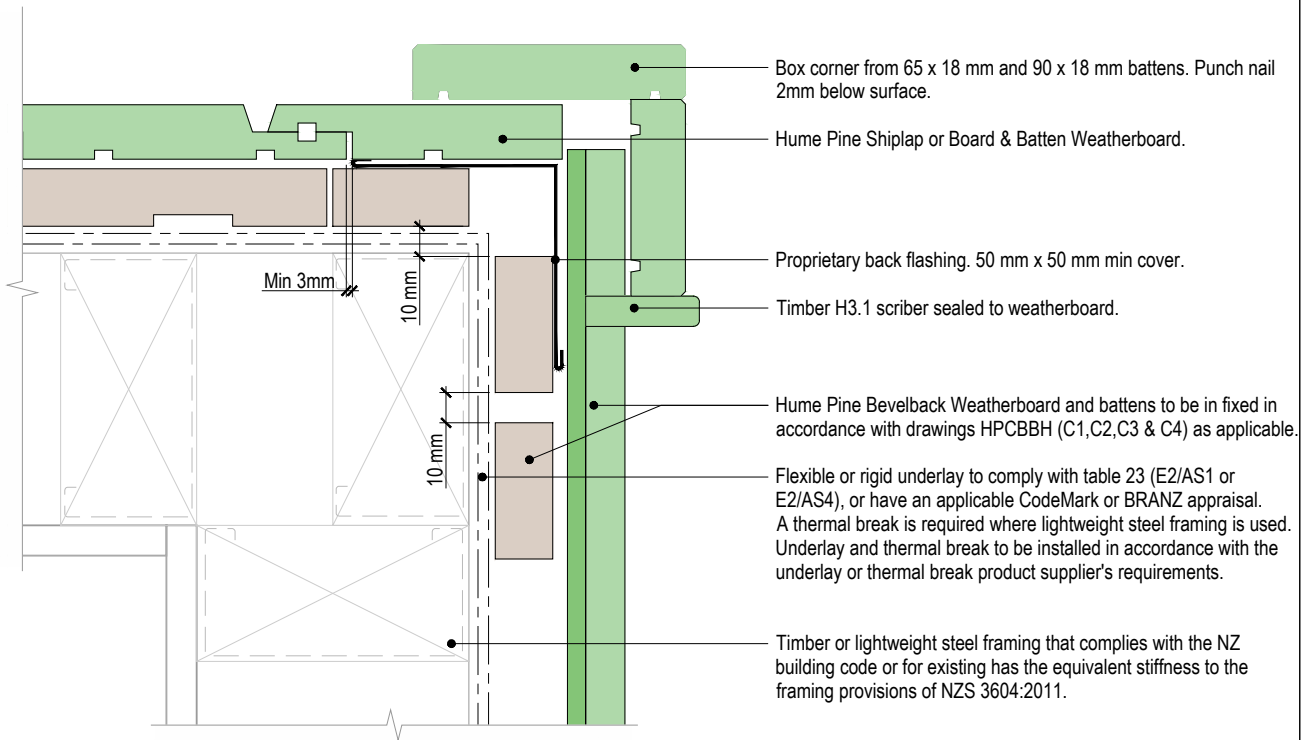 Box corner from 65 x 18 mm and 90 x 18 mm battens. Punch nail
2mm below surface.
Hume Pine Shiplap or Board & Batten Weatherboard.
Proprietary back flashing. 50 mm x 50 mm min cover.
Min 3mm
10 mm
Timber H3.1 scriber sealed to weatherboard.
10 mm
Hume Pine Bevelback Weatherboard and battens to be in fixed in
accordance with drawings HPCBBH (C1,C2,C3 & C4) as applicable.
Flexible or rigid underlay to comply with table 23 (E2/AS1 or
E2/AS4), or have an applicable CodeMark or BRANZ appraisal.
A thermal break is required where lightweight steel framing is used.
Underlay and thermal break to be installed in accordance with the
underlay or thermal break product supplier's requirements.
Timber or lightweight steel framing that complies with the NZ
building code or for existing has the equivalent stiffness to the
framing provisions of NZS 3604:2011.